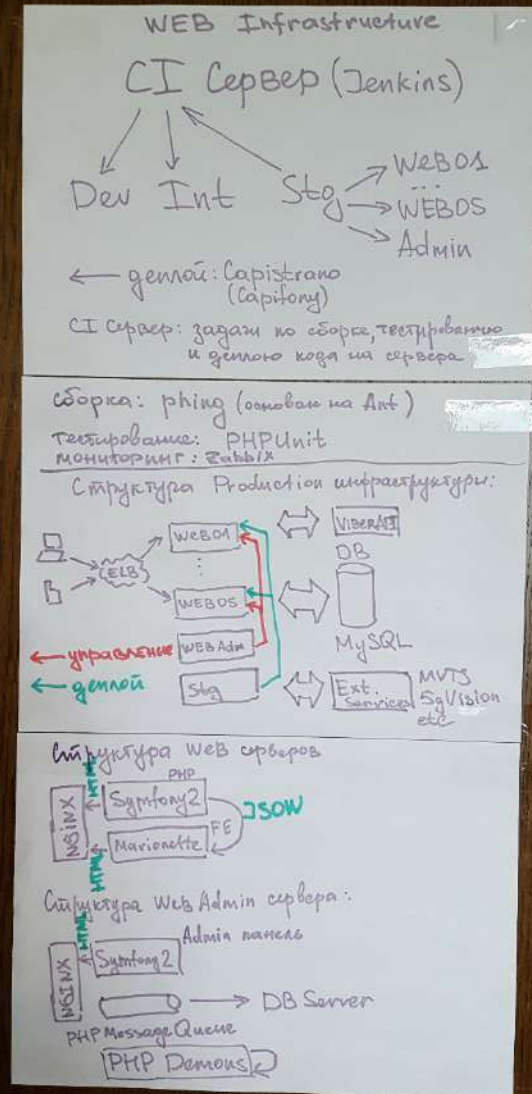 WEB Infrastructure
CI Сервер (Jenkins)
Dev Int Stg
WEB01
...
WEB05
Admin
← деплой: Capistrano
(Capifony)
CI Сервер: задачи по сборке, тестированию
и деплою кода на сервера
сборка: phing (основан на Ant)
тестирование: PHPUnit
мониторинг: Zabbix
Структура Production инфраструктуры:
ELB
WEB01
WEB05
WEB Adm
Stg
ViberAPI
DB
MySQL
Ext. Services
MVTS
5gVision
etc
← управление
← деплой
Структура Web серверов
NGINX
HTML
PHP
Symfony2
JSON
FE
HTML
Marionette
Структура Web Admin сервера:
NGINX
HTML
Symfony2
Admin панель
→ DB Server
PHP Message Queue
PHP Demons